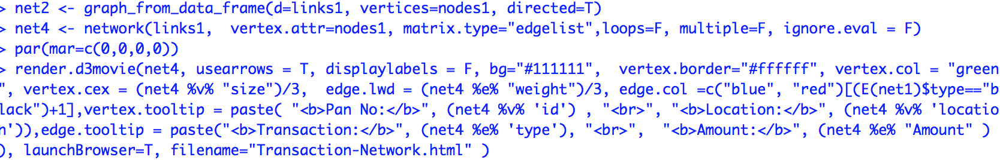 > net2 <- graph_from_data_frame(d=links1, vertices=nodes1, directed=T)
> net4 <- network(links1,  vertex.attr=nodes1, matrix.type="edgelist",loops=F, multiple=F, ignore.eval = F)
> par(mar=c(0,0,0,0))
> render.d3movie(net4, usearrows = T, displaylabels = F, bg="#111111",  vertex.border="#ffffff", vertex.col = "green
", vertex.cex = (net4 %v% "size")/3,  edge.lwd = (net4 %e% "weight")/3, edge.col =c("blue", "red")[(E(net1)$type=="b
lack")+1],vertex.tooltip = paste( "<b>Pan No:</b>", (net4 %v% 'id') , "<br>", "<b>Location:</b>", (net4 %v% 'locatio
n')),edge.tooltip = paste("<b>Transaction:</b>", (net4 %e% 'type'), "<br>",  "<b>Amount:</b>", (net4 %e% "Amount" )
), launchBrowser=T, filename="Transaction-Network.html" )